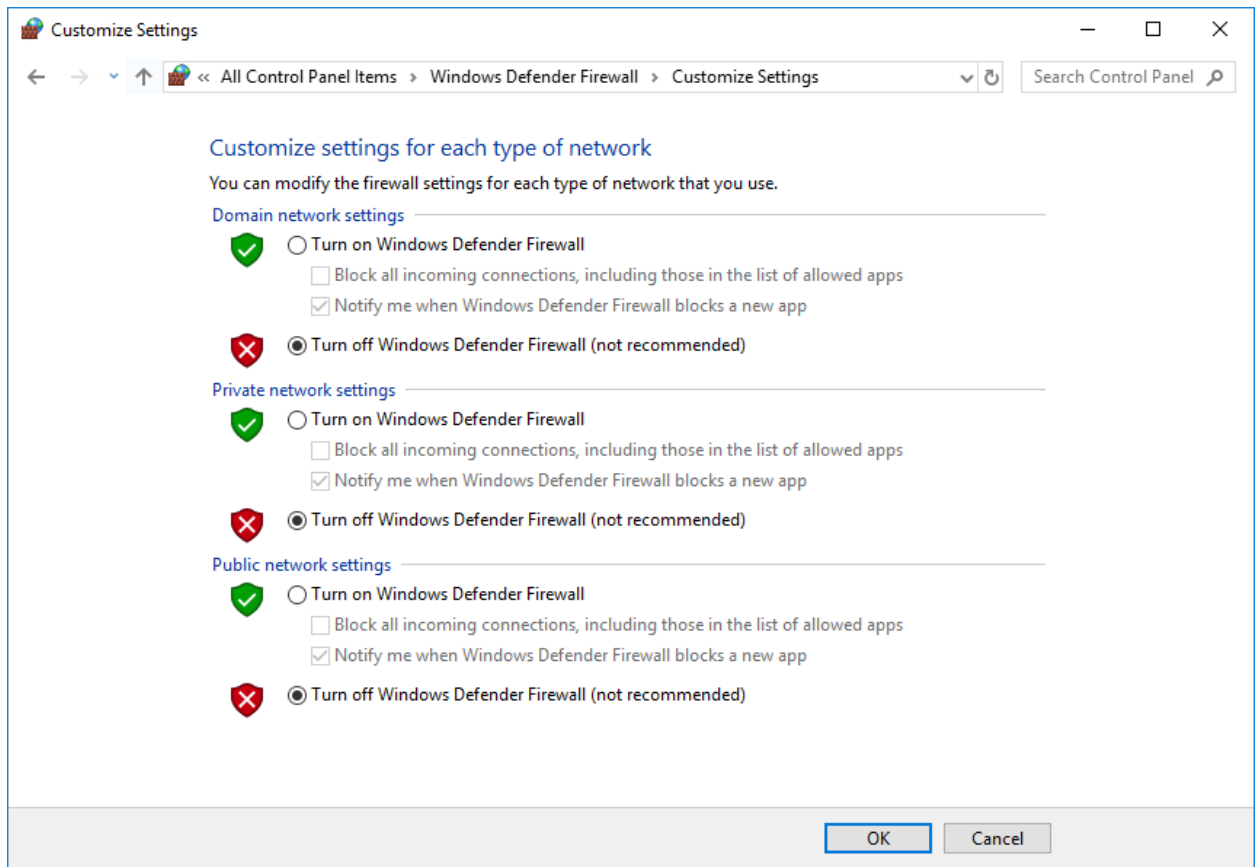 Customize Settings
« All Control Panel Items > Windows Defender Firewall > Customize Settings Search Control Panel
Customize settings for each type of network
You can modify the firewall settings for each type of network that you use.
Domain network settings
Turn on Windows Defender Firewall
Block all incoming connections, including those in the list of allowed apps
Notify me when Windows Defender Firewall blocks a new app
Turn off Windows Defender Firewall (not recommended)
Private network settings
Turn on Windows Defender Firewall
Block all incoming connections, including those in the list of allowed apps
Notify me when Windows Defender Firewall blocks a new app
Turn off Windows Defender Firewall (not recommended)
Public network settings
Turn on Windows Defender Firewall
Block all incoming connections, including those in the list of allowed apps
Notify me when Windows Defender Firewall blocks a new app
Turn off Windows Defender Firewall (not recommended)
OK Cancel